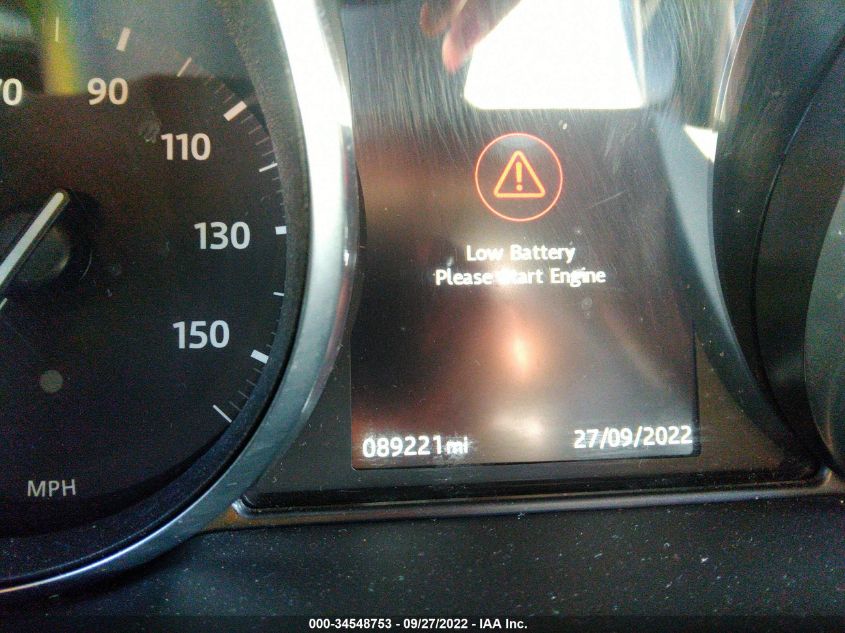 70
90
110
130
150
MPH
Low Battery
Please Start Engine
089221mi 27/09/2022
000-34548753 - 09/27/2022 - IAA Inc.